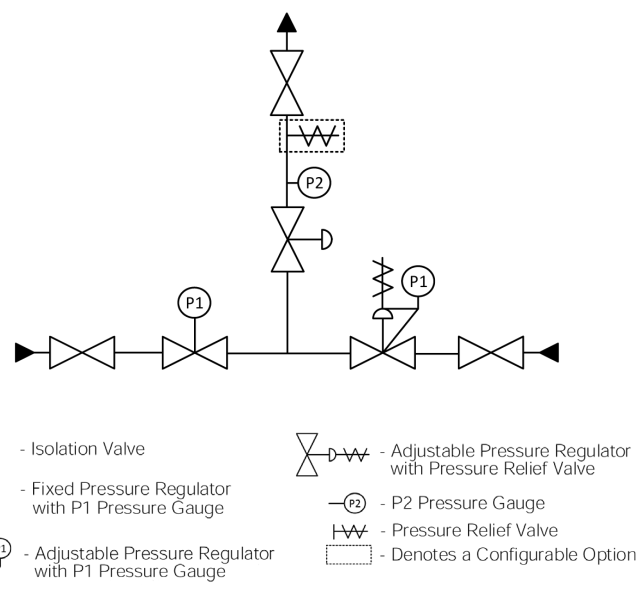 P2
P1
P1
- Isolation Valve
- Fixed Pressure Regulator
with P1 Pressure Gauge
- Adjustable Pressure Regulator
with P1 Pressure Gauge
- Adjustable Pressure Regulator
with Pressure Relief Valve
P2 - P2 Pressure Gauge
- Pressure Relief Valve
- Denotes a Configurable Option